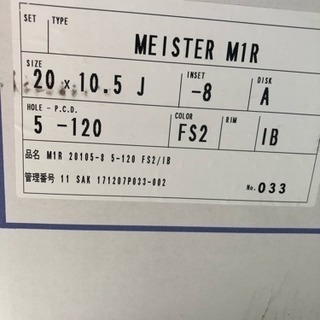 SET TYPE
MEISTER M1R
SIZE INSET DISK
20 x 10.5 J -8 A
HOLE - P.C.D. COLOR RIM
5 -120 FS2 IB
品名 M1R 20105-8 5-120 FS2/IB
管理番号 11 SAK 171207P033-002
No. 033